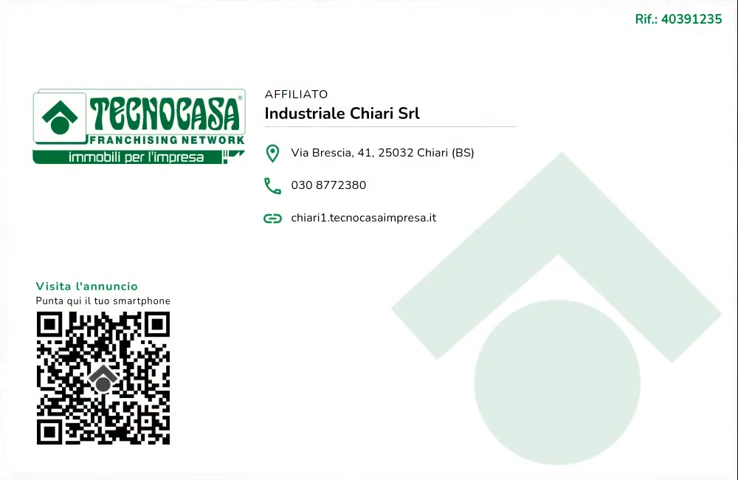 Rif.: 40391235
TECNOCASA®
FRANCHISING NETWORK
immobili per l'impresa
AFFILIATO
Industriale Chiari Srl
Via Brescia, 41, 25032 Chiari (BS)
030 8772380
chiari1.tecnocasaimpresa.it
Visita l'annuncio
Punta qui il tuo smartphone